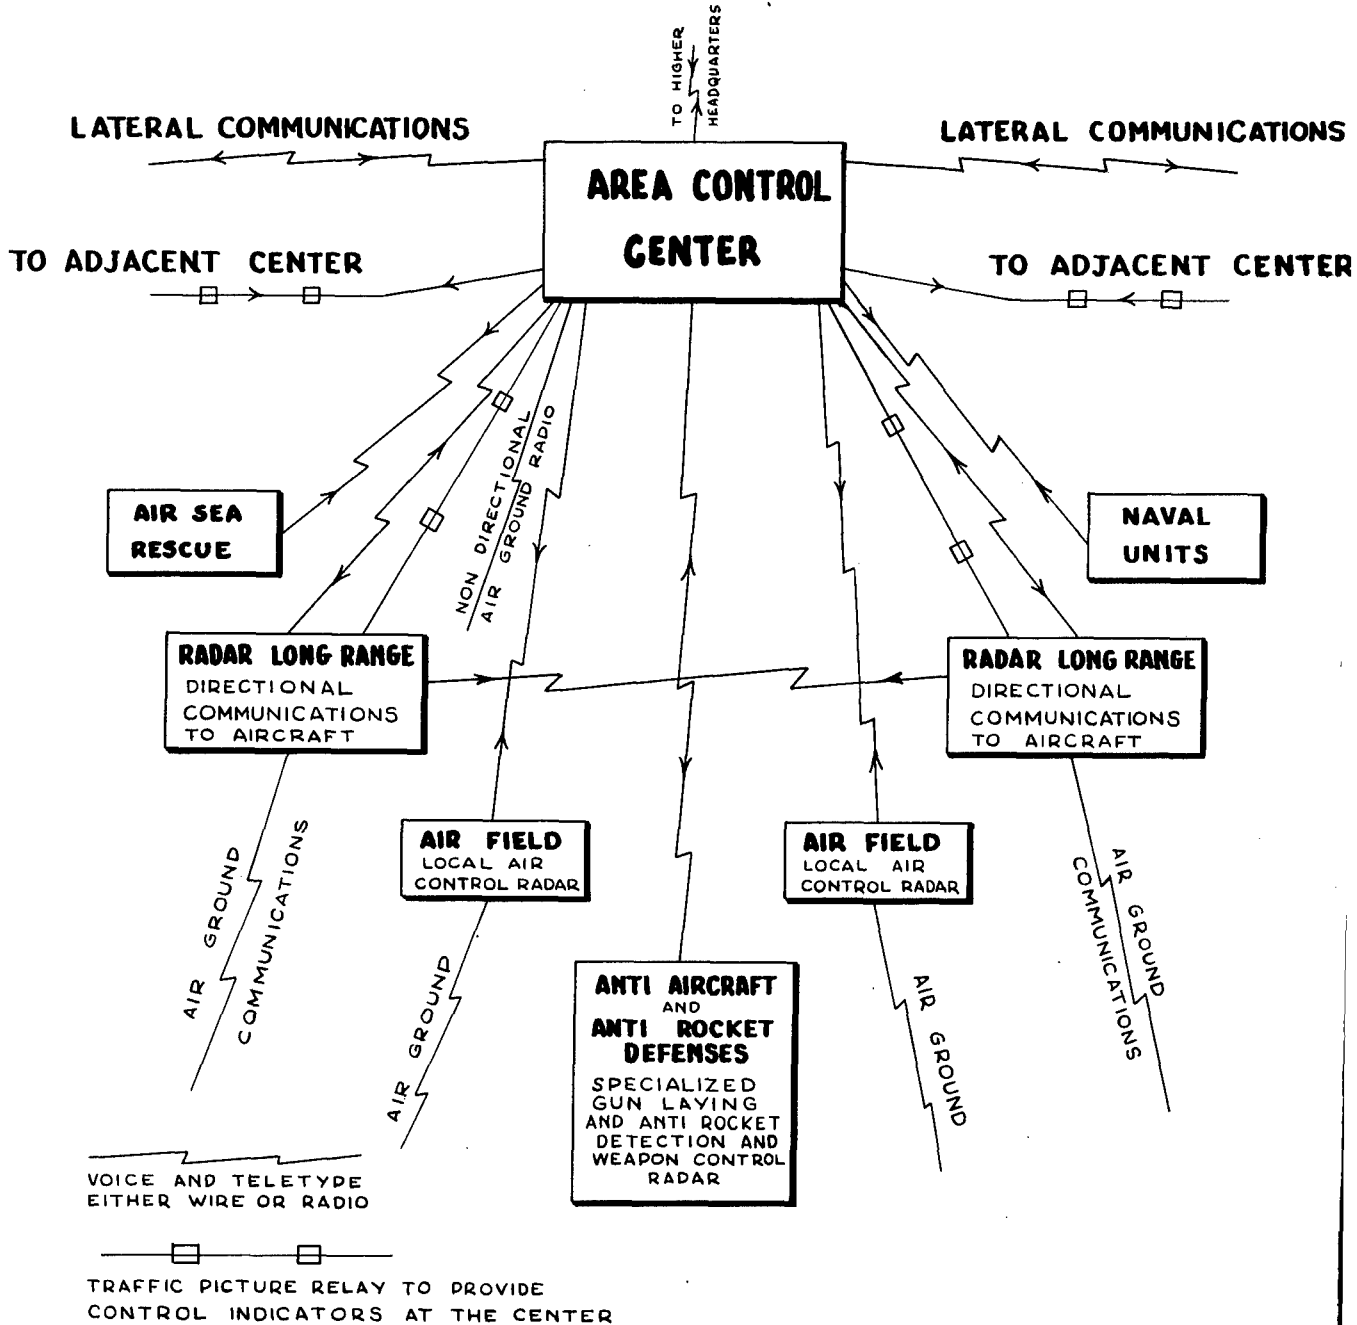 TO HIGHER
HEADQUARTERS
LATERAL COMMUNICATIONS
LATERAL COMMUNICATIONS
AREA CONTROL
CENTER
TO ADJACENT CENTER
TO ADJACENT CENTER
NON DIRECTIONAL
AIR GROUND RADIO
AIR SEA
RESCUE
NAVAL
UNITS
RADAR LONG RANGE
DIRECTIONAL
COMMUNICATIONS
TO AIRCRAFT
RADAR LONG RANGE
DIRECTIONAL
COMMUNICATIONS
TO AIRCRAFT
AIR FIELD
LOCAL AIR
CONTROL RADAR
AIR FIELD
LOCAL AIR
CONTROL RADAR
AIR GROUND
COMMUNICATIONS
AIR GROUND
AIR GROUND
AIR GROUND
COMMUNICATIONS
ANTI AIRCRAFT
AND
ANTI ROCKET
DEFENSES
SPECIALIZED
GUN LAYING
AND ANTI ROCKET
DETECTION AND
WEAPON CONTROL
RADAR
VOICE AND TELETYPE
EITHER WIRE OR RADIO
TRAFFIC PICTURE RELAY TO PROVIDE
CONTROL INDICATORS AT THE CENTER